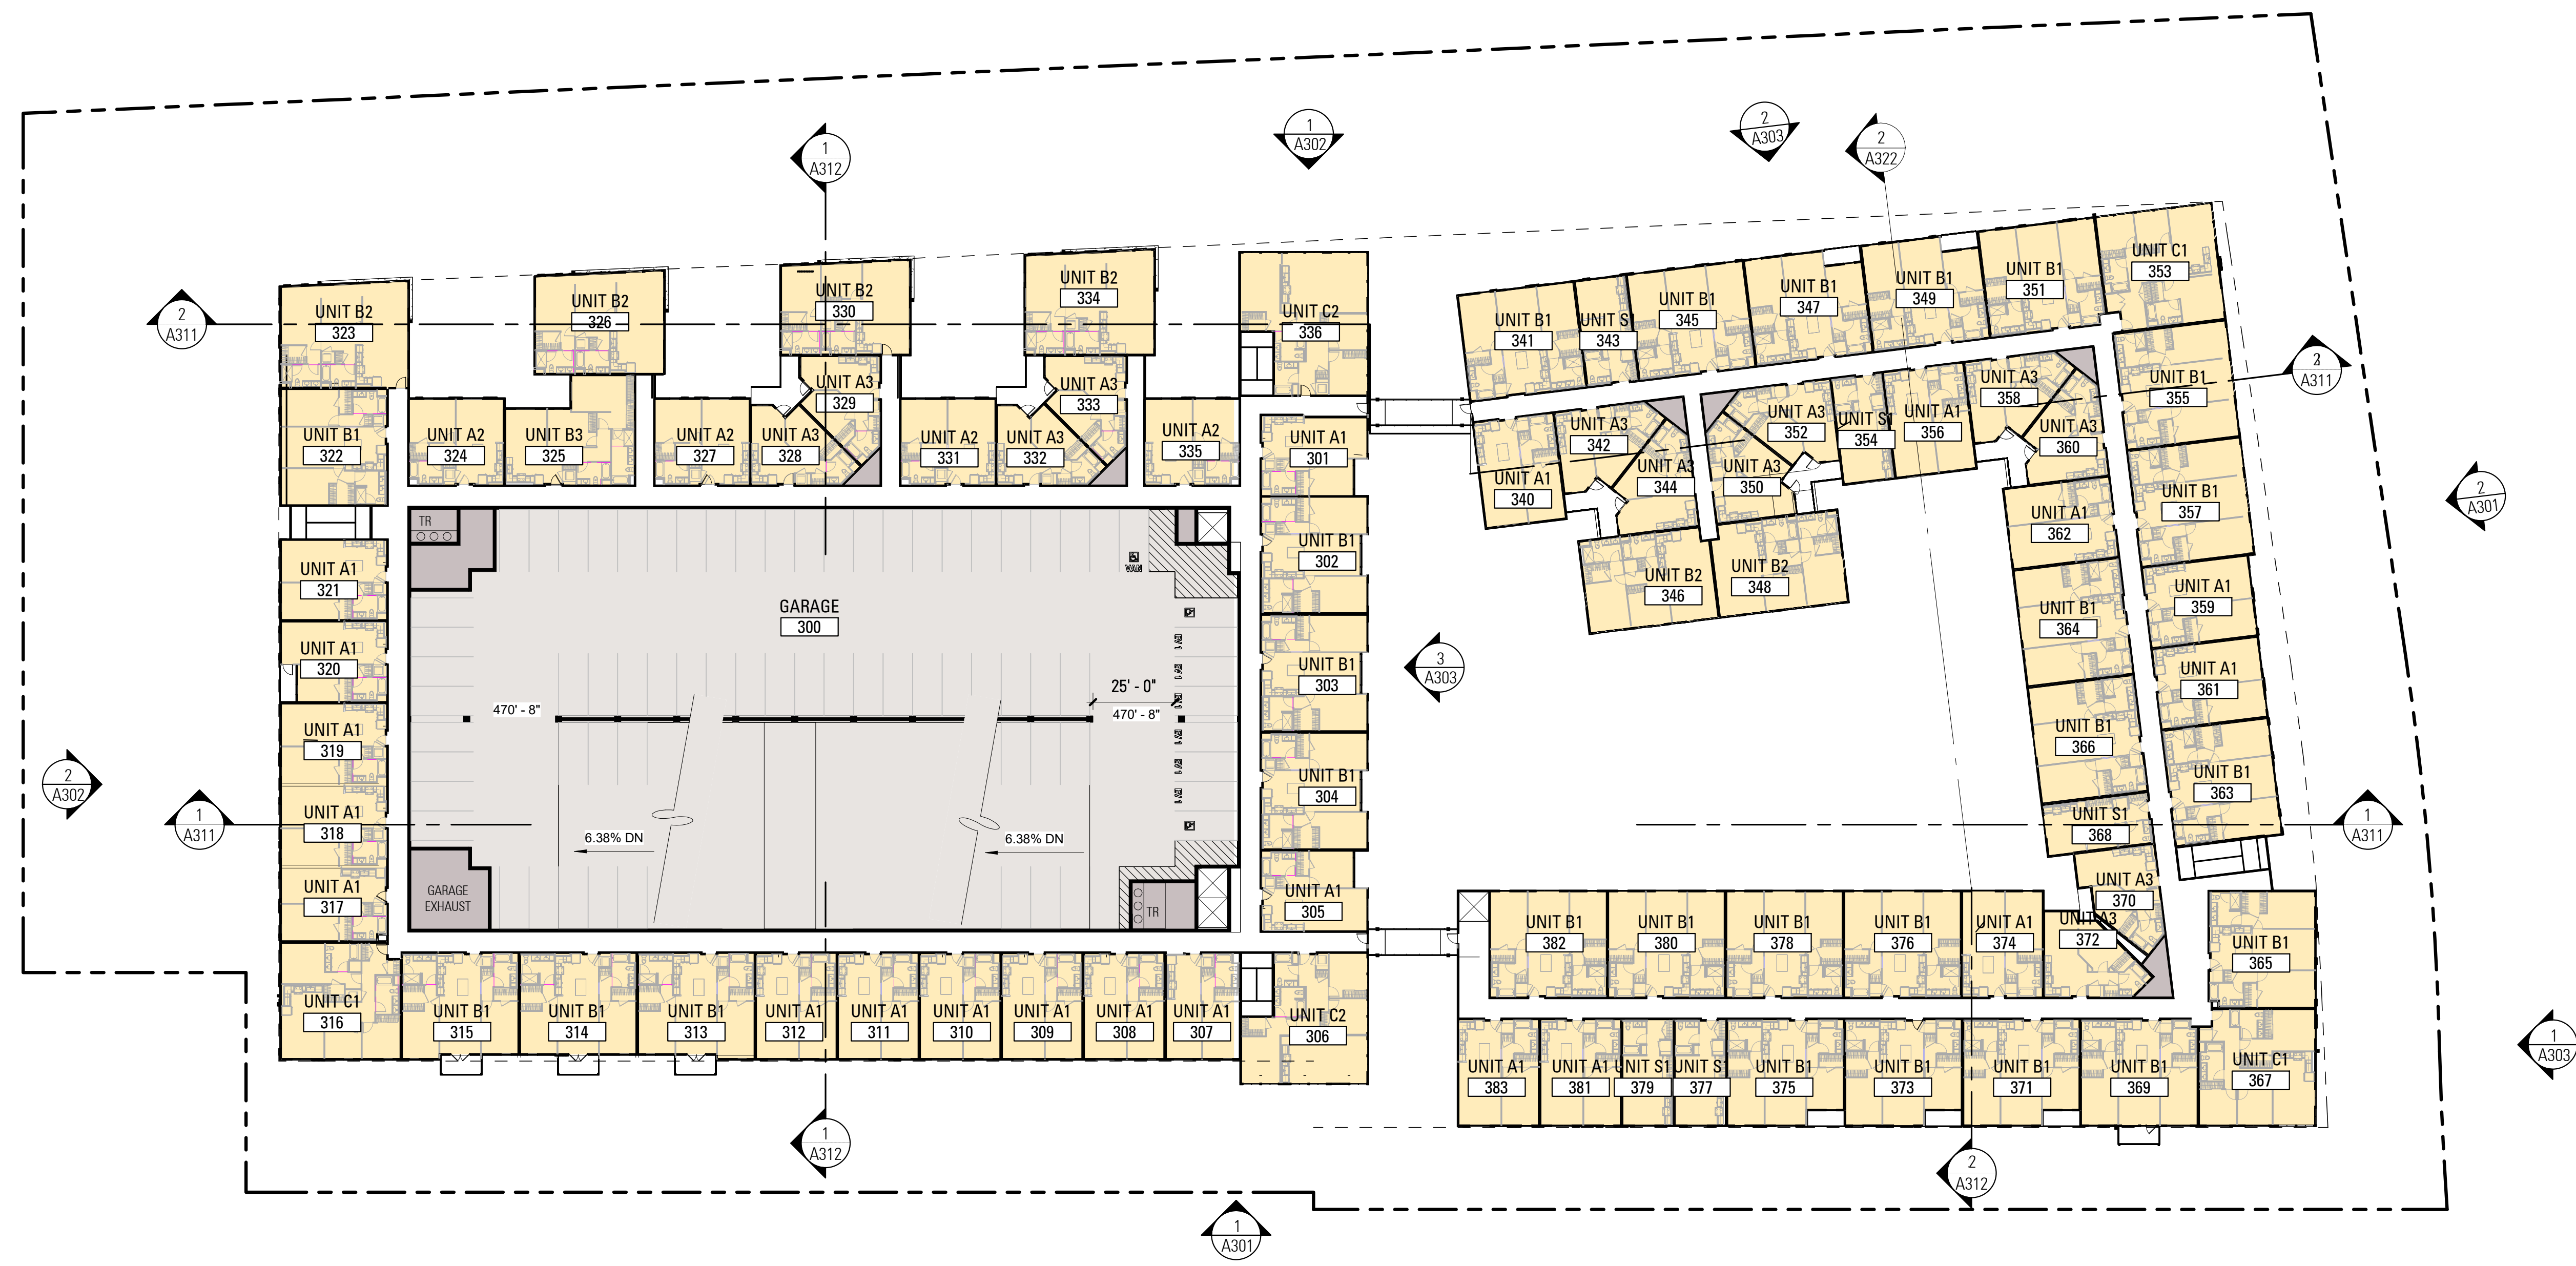 2
A303
1
A302
2
A322
1
A312
UNIT C1
353
UNIT B1
351
UNIT B1
349
UNIT B1
347
UNIT B1
345
UNIT S1
343
UNIT B1
341
UNIT B2
334
UNIT B2
330
UNIT B2
326
UNIT B2
323
UNIT C2
336
2
A311
2
A311
UNIT A3
329
UNIT A3
333
UNIT B1
355
UNIT A3
358
UNIT A1
356
UNIT S1
354
UNIT A3
352
UNIT A3
342
UNIT A3
360
UNIT B1
322
UNIT A2
324
UNIT B3
325
UNIT A2
327
UNIT A3
328
UNIT A2
331
UNIT A3
332
UNIT A2
335
UNIT A1
301
UNIT A1
340
UNIT A3
344
UNIT A3
350
UNIT B1
357
2
A301
TR
UNIT A1
362
UNIT B1
302
VAN
UNIT A1
321
UNIT B2
346
UNIT B2
348
UNIT A1
359
GARAGE
300
UNIT B1
364
UNIT A1
320
UNIT B1
303
3
A303
UNIT A1
361
25' - 0"
470' - 8"
470' - 8"
UNIT A1
319
UNIT B1
366
2
A302
UNIT B1
304
UNIT B1
363
1
A311
UNIT A1
318
6.38% DN
6.38% DN
UNIT S1
368
1
A311
UNIT A1
317
GARAGE
EXHAUST
TR
UNIT A1
305
UNIT A3
370
UNIT B1
382
UNIT B1
380
UNIT B1
378
UNIT B1
376
UNIT A1
374
UNIT A3
372
UNIT B1
365
UNIT C1
316
UNIT B1
315
UNIT B1
314
UNIT B1
313
UNIT A1
312
UNIT A1
311
UNIT A1
310
UNIT A1
309
UNIT A1
308
UNIT A1
307
UNIT C2
306
UNIT A1
383
UNIT A1
381
UNIT S1
379
UNIT S1
377
UNIT B1
375
UNIT B1
373
UNIT B1
371
UNIT B1
369
UNIT C1
367
1
A303
1
A312
2
A312
1
A301